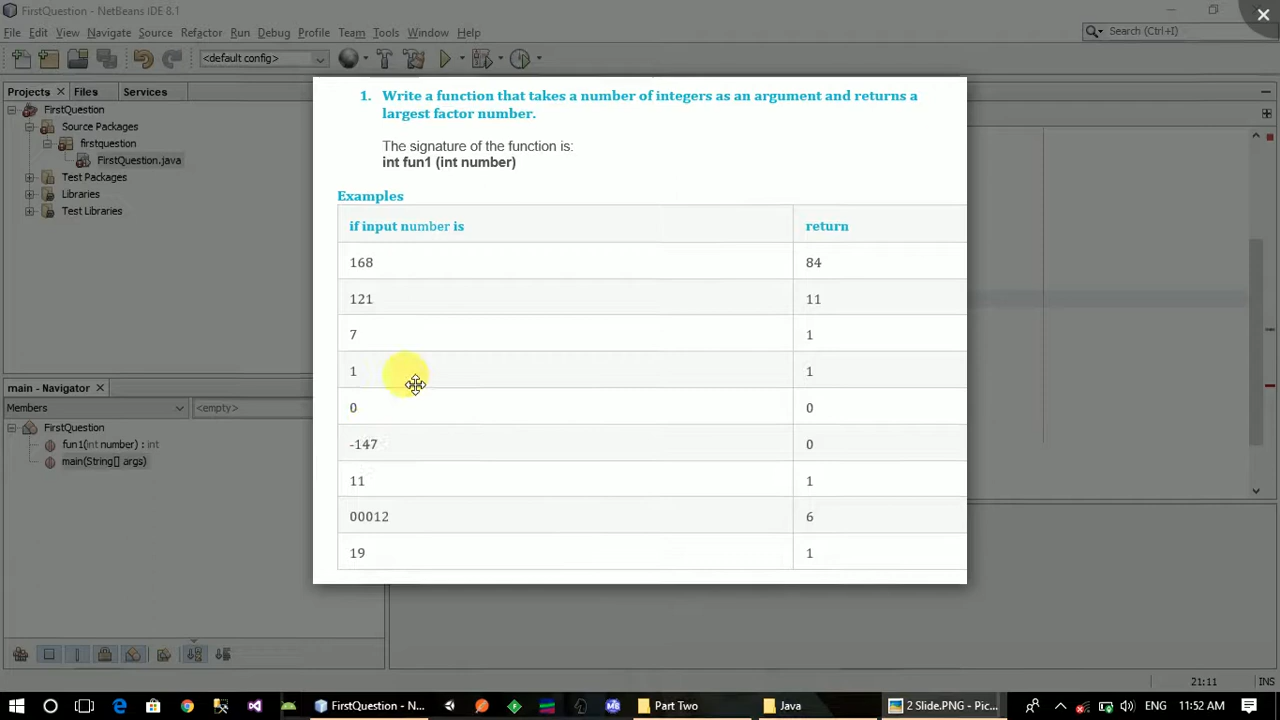 FirstQuestion - NetBeans IDE 8.1
File Edit View Navigate Source Refactor Run Debug Profile Team Tools Window Help
Search (Ctrl+I)
<default config>
Projects Files Services
FirstQuestion
Source Packages
firstquestion
FirstQuestion.java
Test Packages
Libraries
Test Libraries
main - Navigator
Members <empty>
FirstQuestion
fun1(int number) : int
main(String[] args)
1. Write a function that takes a number of integers as an argument and returns a
largest factor number.
The signature of the function is:
int fun1 (int number)
Examples
if input number is return
168 84
121 11
7 1
1 1
0 0
-147 0
11 1
00012 6
19 1
21:11 INS
FirstQuestion - N...
Part Two
Java
2 Slide.PNG - Pic...
ENG 11:52 AM